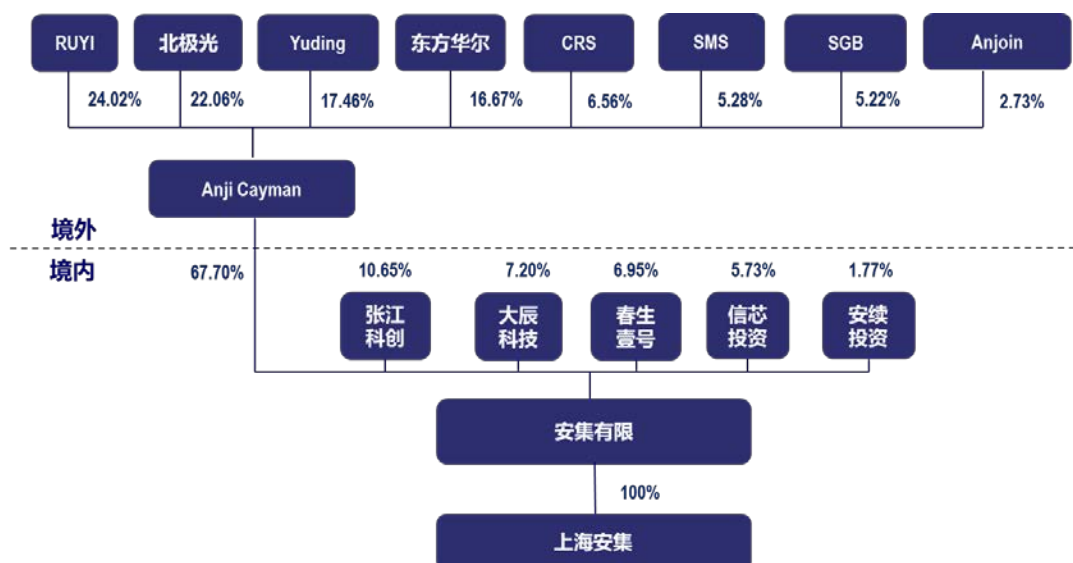 RUYI
北极光
Yuding
东方华尔
CRS
SMS
SGB
Anjoin
24.02%
22.06%
17.46%
16.67%
6.56%
5.28%
5.22%
2.73%
Anji Cayman
境外
境内
67.70%
10.65%
7.20%
6.95%
5.73%
1.77%
张江
科创
大辰
科技
春生
壹号
信芯
投资
安续
投资
安集有限
100%
上海安集